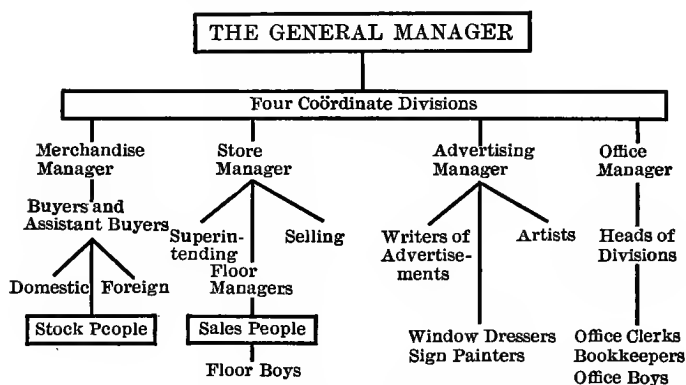 THE GENERAL MANAGER
Four Coördinate Divisions
Merchandise
Manager
Buyers and
Assistant Buyers
Domestic Foreign
Stock People
Store
Manager
Superin-
tending
Selling
Floor
Managers
Sales People
Floor Boys
Advertising
Manager
Writers of
Advertise-
ments
Artists
Window Dressers
Sign Painters
Office
Manager
Heads of
Divisions
Office Clerks
Bookkeepers
Office Boys